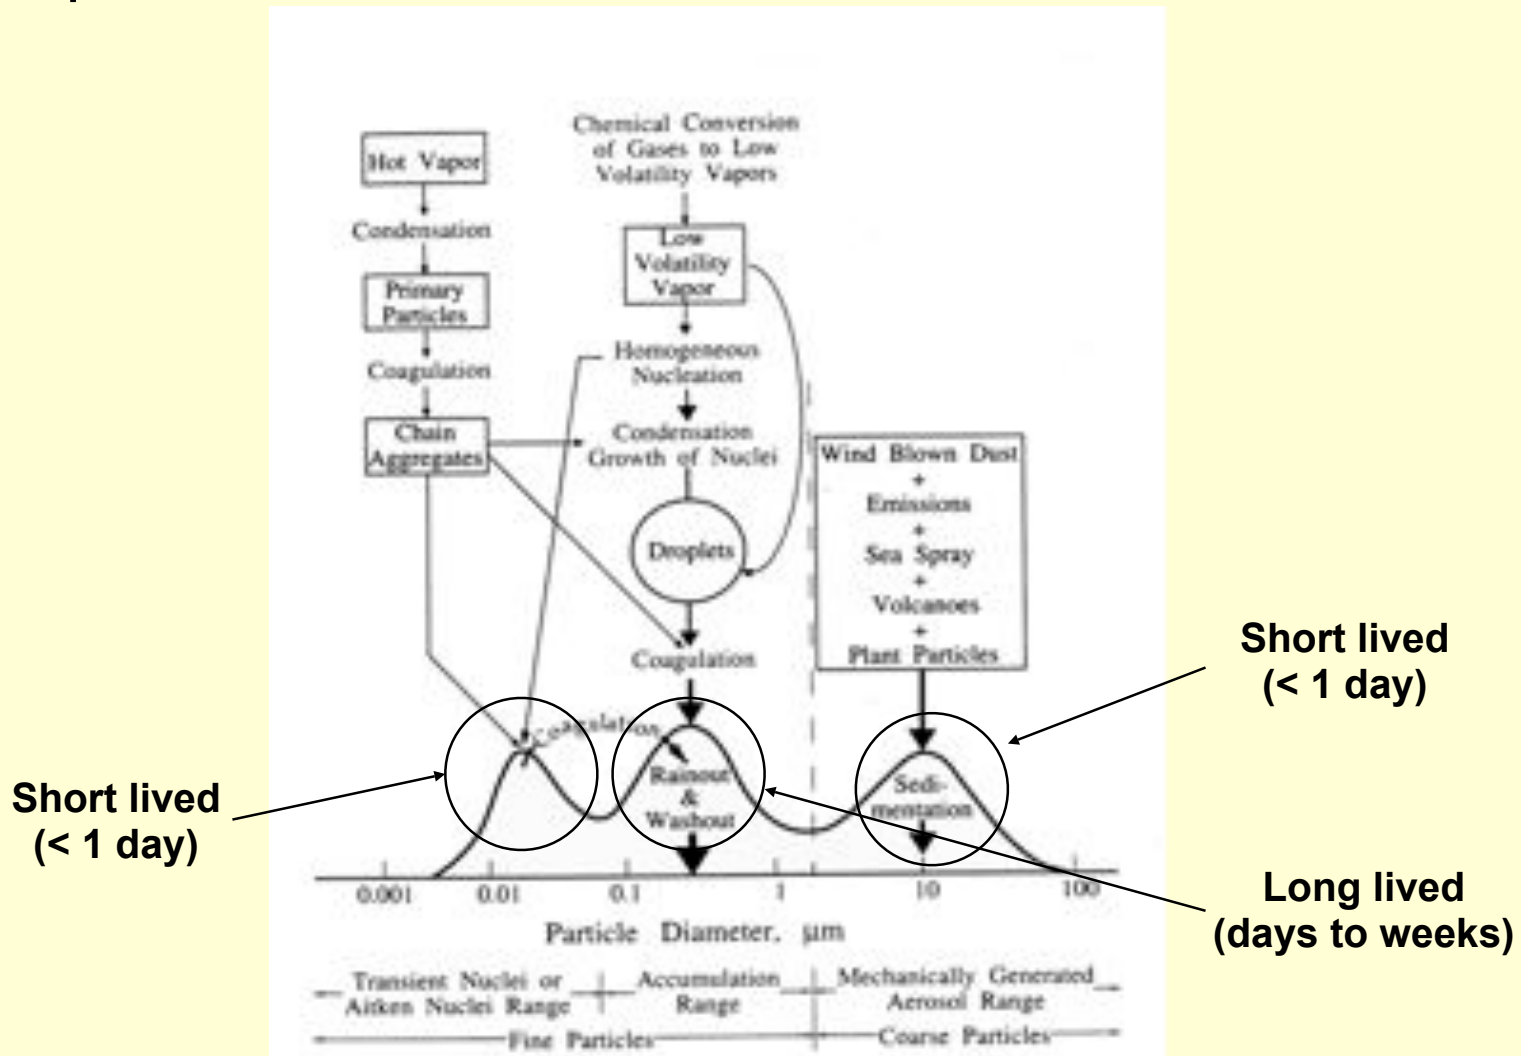 Hot Vapor
Condensation
Primary
Particles
Coagulation
Chain
Aggregates
Chemical Conversion
of Gases to Low
Volatility Vapors
Low
Volatility
Vapor
Homogeneous
Nucleation
Condensation
Growth of Nuclei
Droplets
Coagulation
Wind Blown Dust
+
Emissions
+
Sea Spray
+
Volcanoes
+
Plant Particles
Short lived
(< 1 day)
Coagulation
Rainout
&
Washout
Sedi-
mentation
Short lived
(< 1 day)
Long lived
(days to weeks)
0.001 0.01 0.1 1 10 100
Particle Diameter, µm
Transient Nuclei or
Aitken Nuclei Range
Accumulation
Range
Mechanically Generated
Aerosol Range
Fine Particles
Coarse Particles